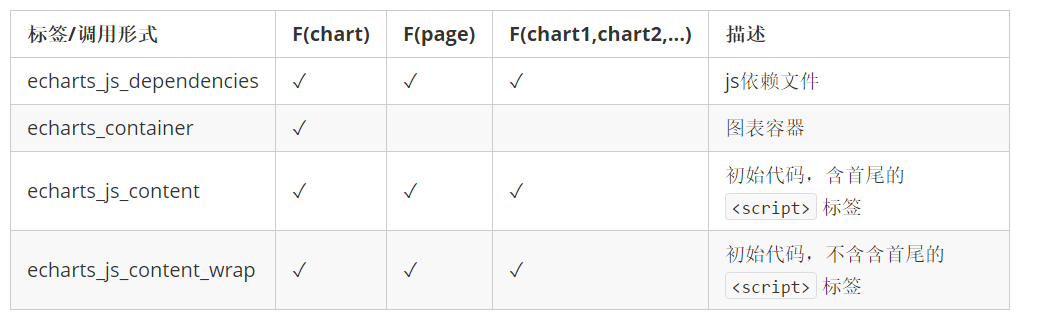 标签/调用形式 F(chart) F(page) F(chart1,chart2,...) 描述
echarts_js_dependencies ✓ ✓ ✓ js依赖文件
echarts_container ✓ 图表容器
echarts_js_content ✓ ✓ ✓ 初始代码，含首尾的
<script> 标签
echarts_js_content_wrap ✓ ✓ ✓ 初始代码，不含含首尾的
<script> 标签